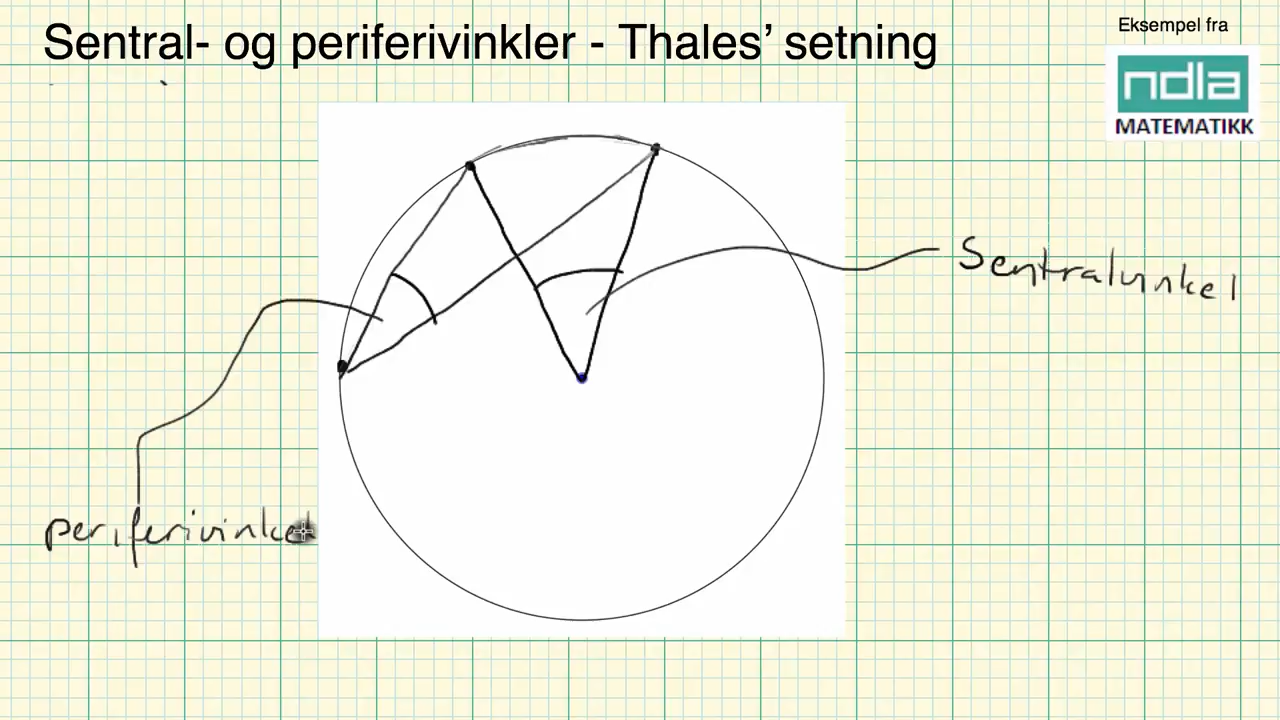 Sentral- og periferivinkler - Thales' setning
Eksempel fra
ndla
MATEMATIKK
Sentralvinkel
periferivinkel